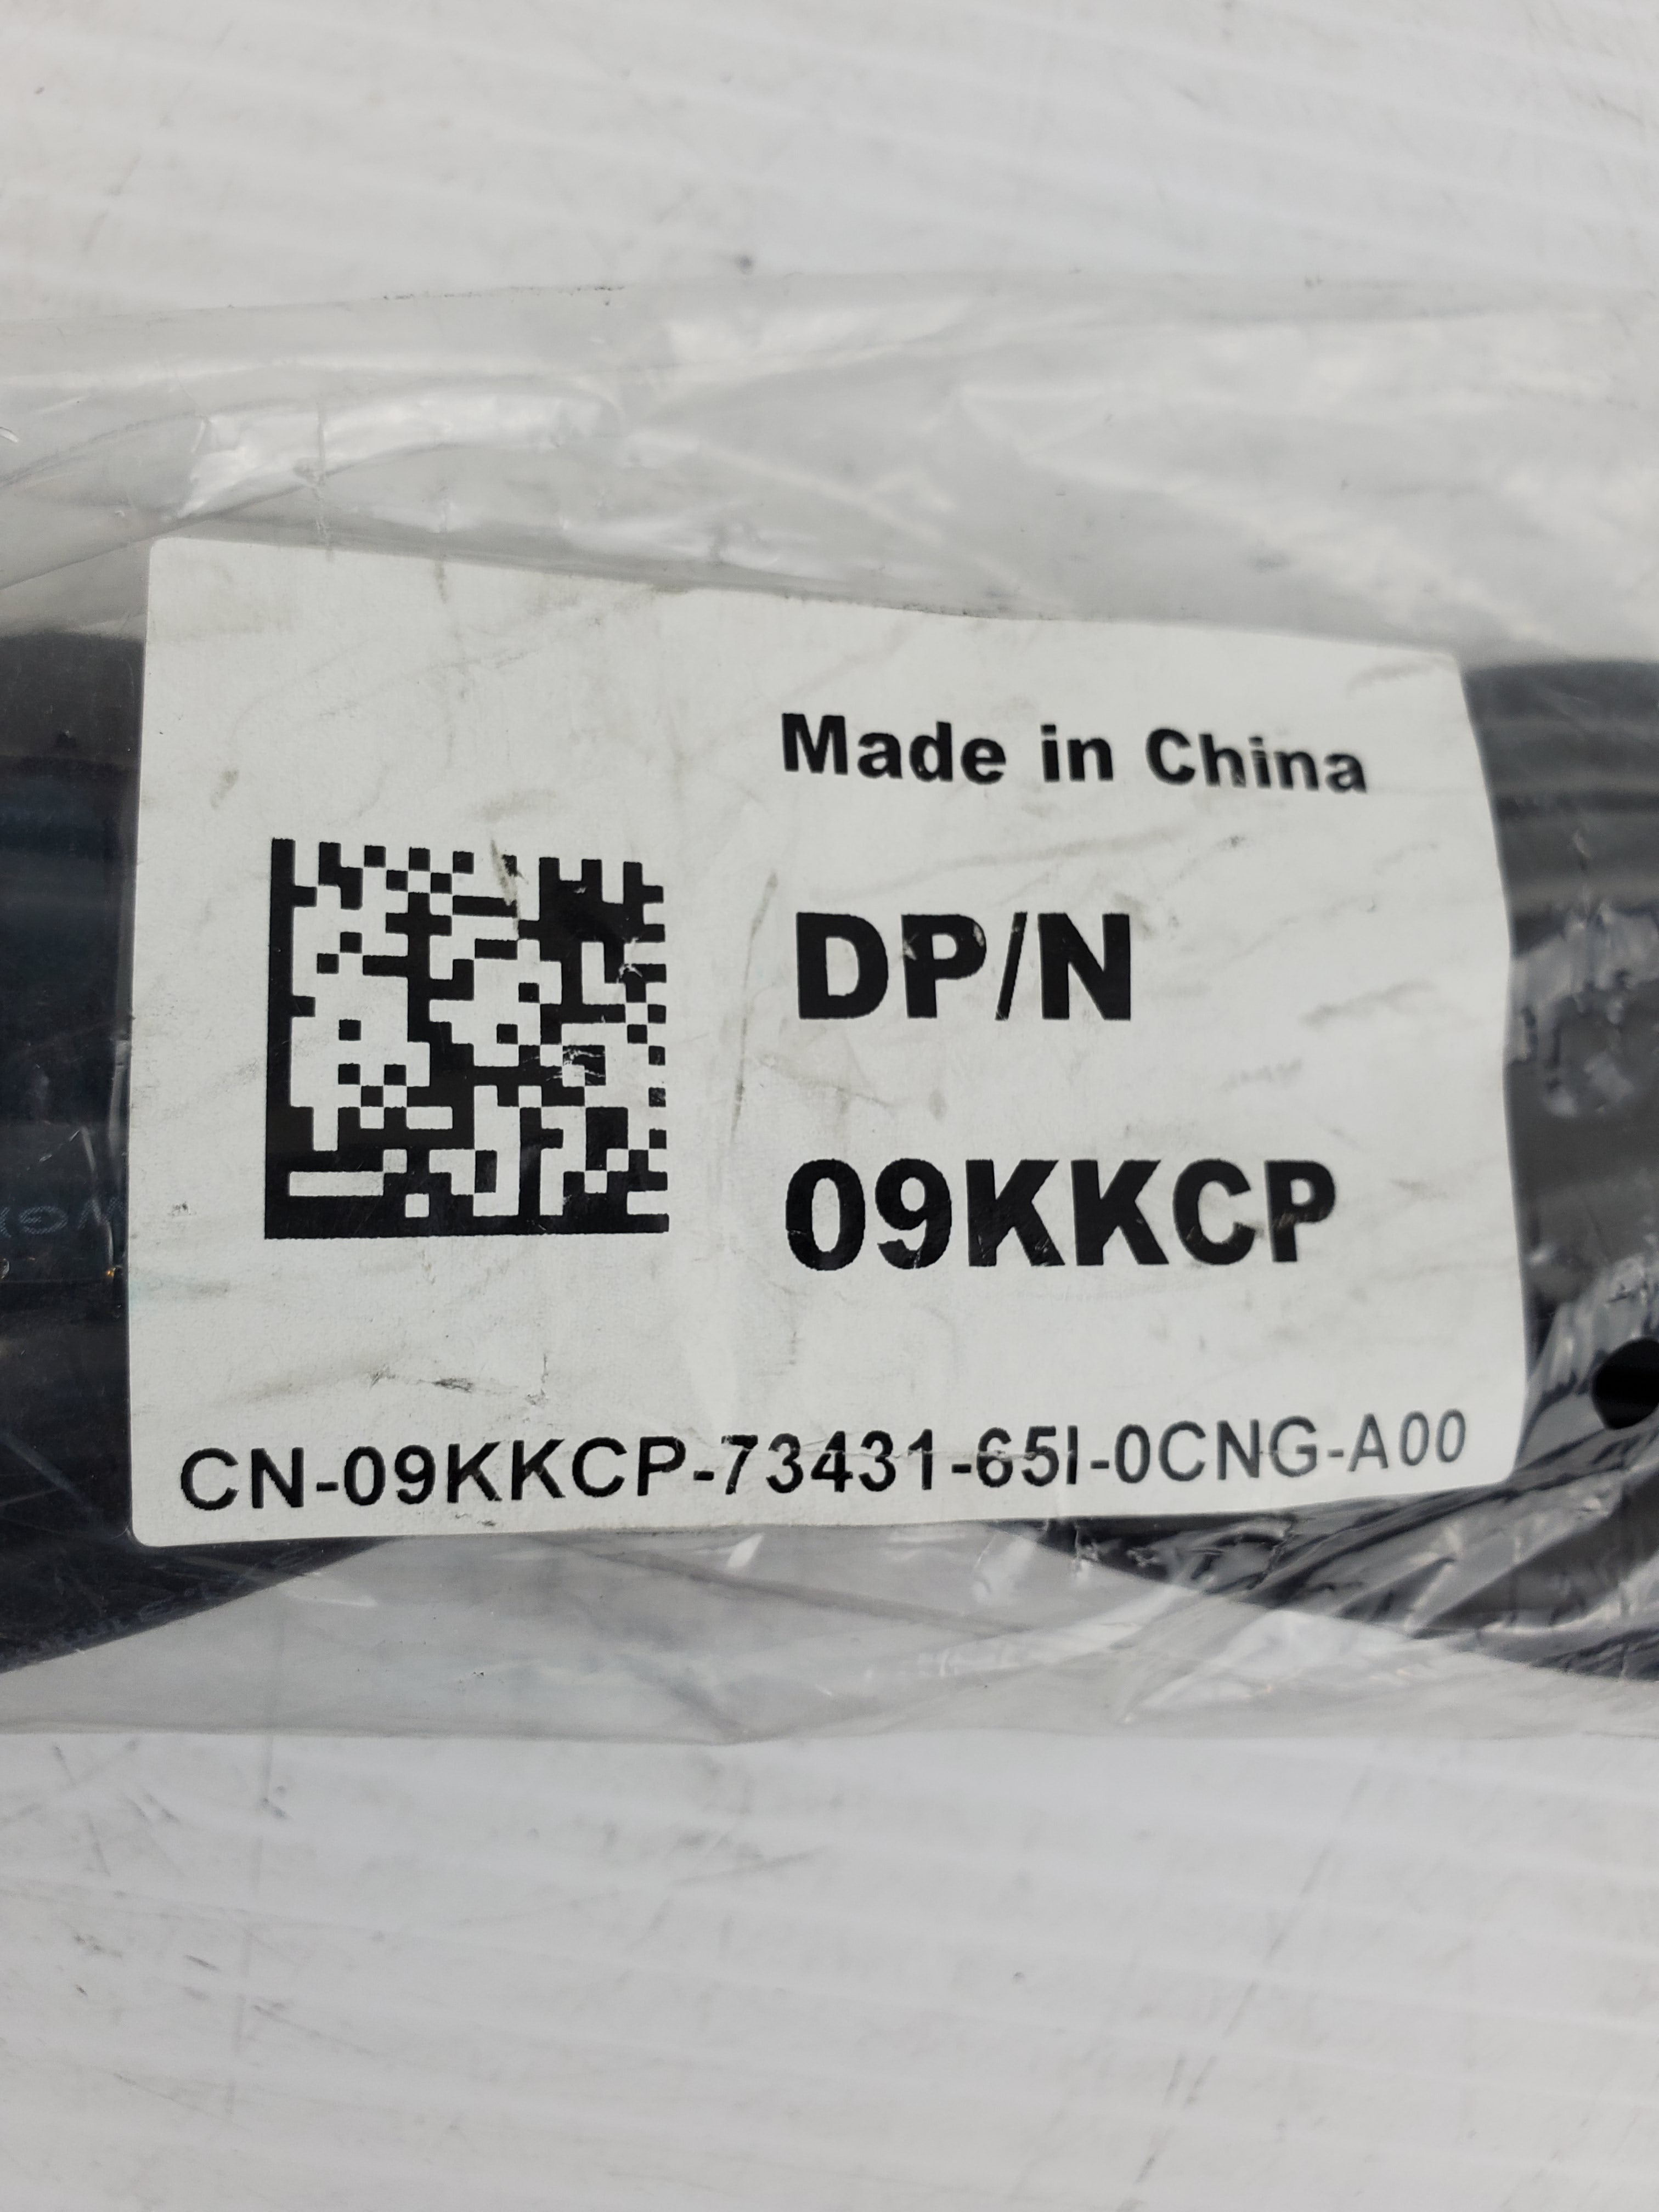 Made in China
DP/N
09KKCP
CN-09KKCP-73431-65I-0CNG-A00